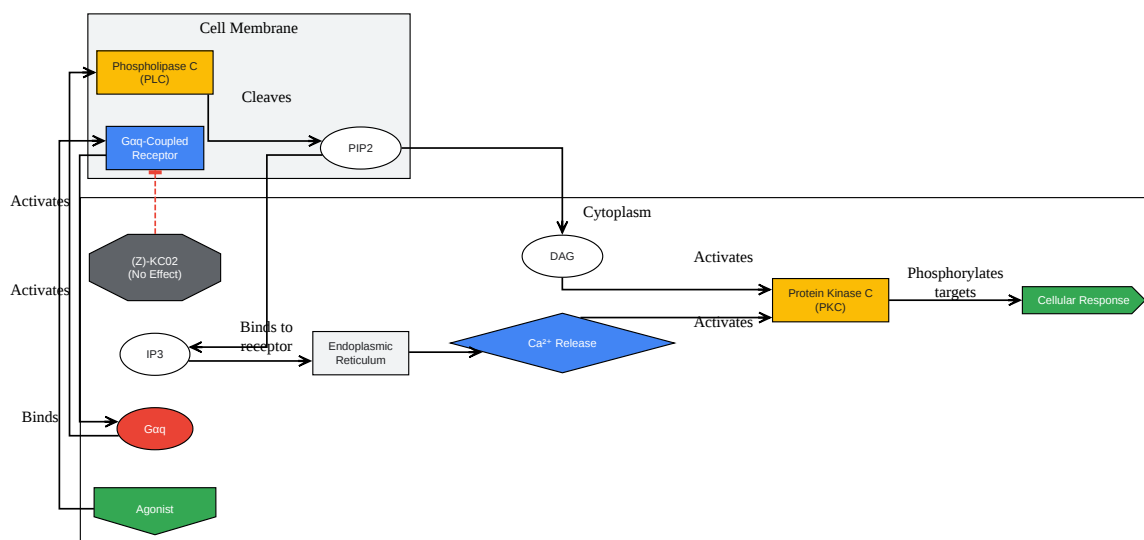 Cell Membrane
Phospholipase C
(PLC)
Cleaves
Gαq-Coupled
Receptor
PIP2
Activates
Cytoplasm
(Z)-KC02
(No Effect)
DAG
Activates
Activates
Protein Kinase C
(PKC)
Phosphorylates
targets
Cellular Response
Activates
Binds to
receptor
IP3
Endoplasmic
Reticulum
Ca²⁺ Release
Binds
Gαq
Agonist